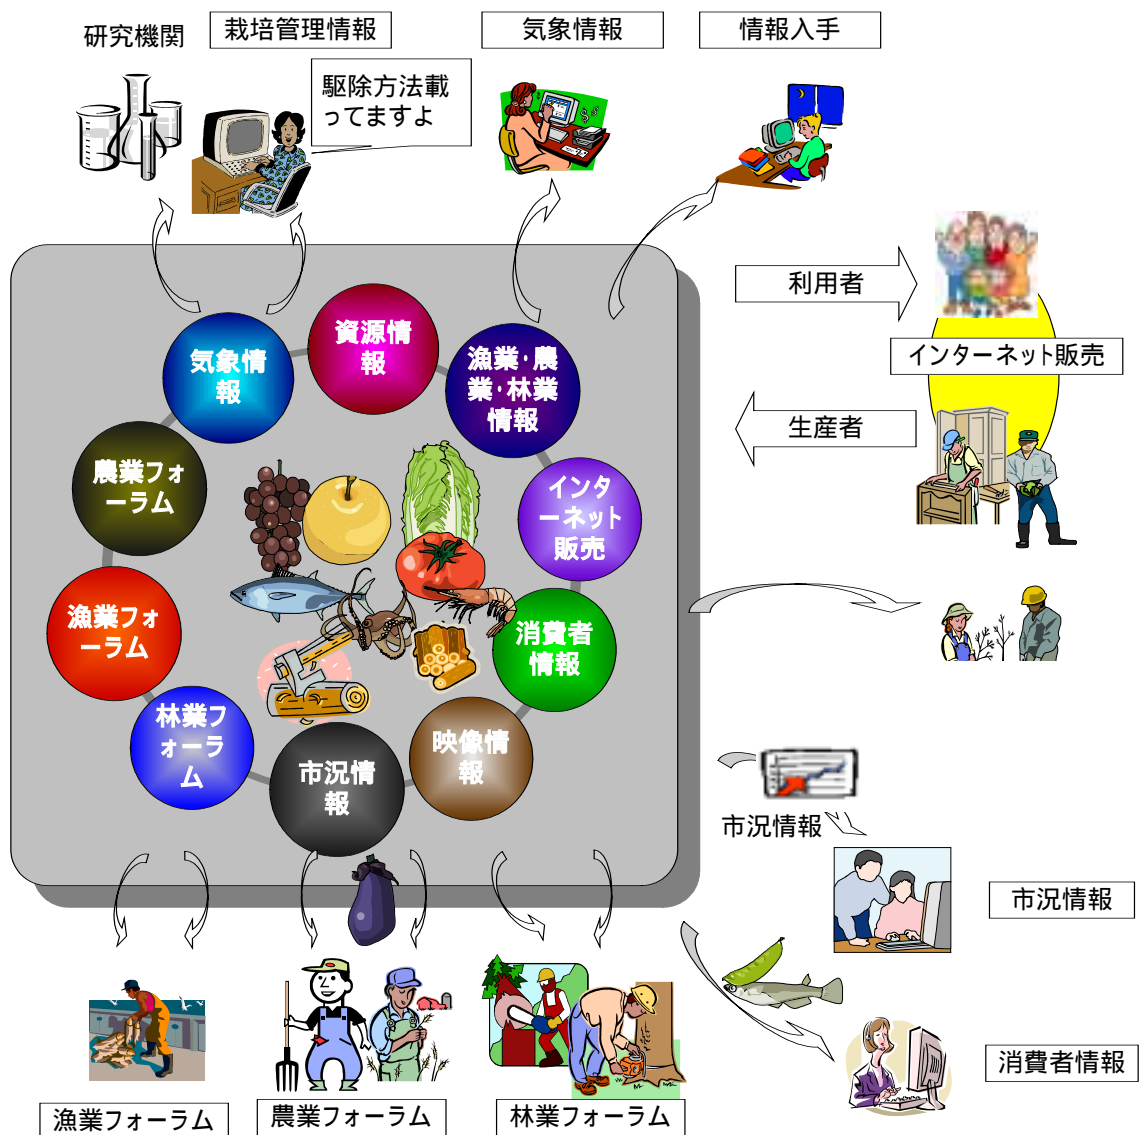 研究機関
栽培管理情報
気象情報
情報入手
駆除方法載
ってますよ
利用者
インターネット販売
生産者
資源情
報
気象情
報
漁業・農
業・林業
情報
農業フォ
ーラム
インタ
ーネット
販売
漁業フォ
ーラム
消費者
情報
林業フ
ォーラ
ム
映像情
報
市況情
報
市況情報
市況情報
消費者情報
漁業フォーラム
農業フォーラム
林業フォーラム